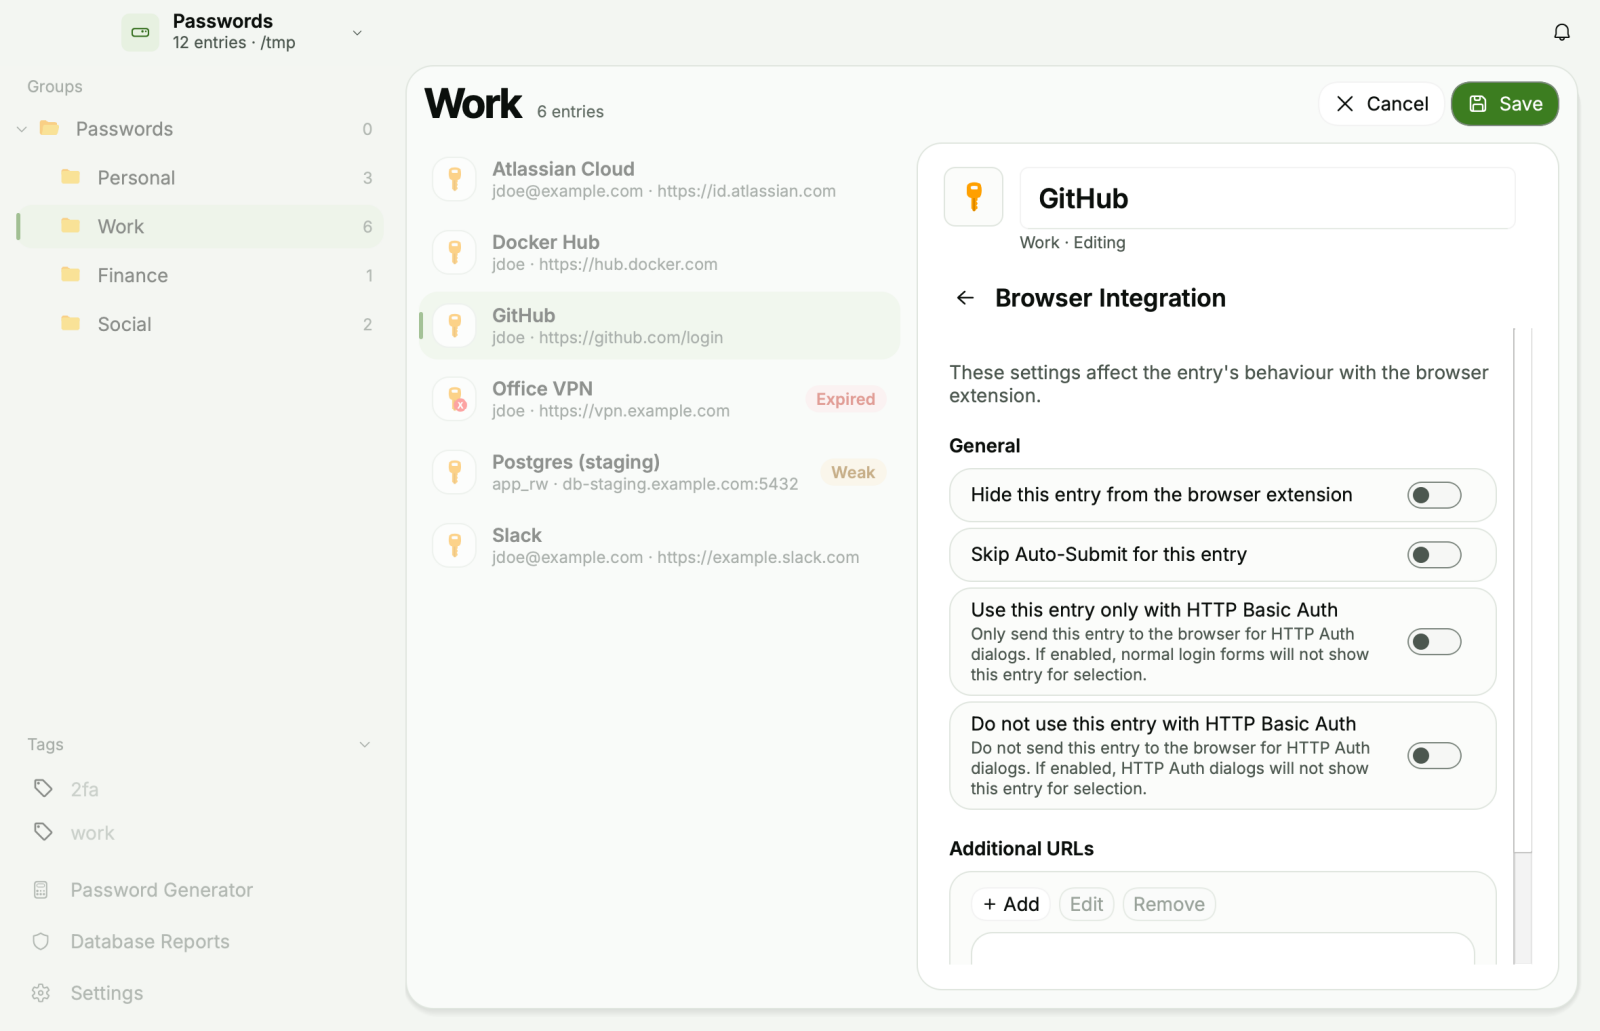 Passwords
12 entries · /tmp
Groups
Passwords 0
Personal 3
Work 6
Finance 1
Social 2
Tags
2fa
work
Password Generator
Database Reports
Settings
Work 6 entries
Cancel
Save
Atlassian Cloud
jdoe@example.com · https://id.atlassian.com
Docker Hub
jdoe · https://hub.docker.com
GitHub
jdoe · https://github.com/login
Office VPN
jdoe · https://vpn.example.com
Expired
Postgres (staging)
app_rw · db-staging.example.com:5432
Weak
Slack
jdoe@example.com · https://example.slack.com
GitHub
Work · Editing
Browser Integration
These settings affect the entry's behaviour with the browser
extension.
General
Hide this entry from the browser extension
Skip Auto-Submit for this entry
Use this entry only with HTTP Basic Auth
Only send this entry to the browser for HTTP Auth
dialogs. If enabled, normal login forms will not show
this entry for selection.
Do not use this entry with HTTP Basic Auth
Do not send this entry to the browser for HTTP Auth
dialogs. If enabled, HTTP Auth dialogs will not show
this entry for selection.
Additional URLs
+ Add
Edit
Remove